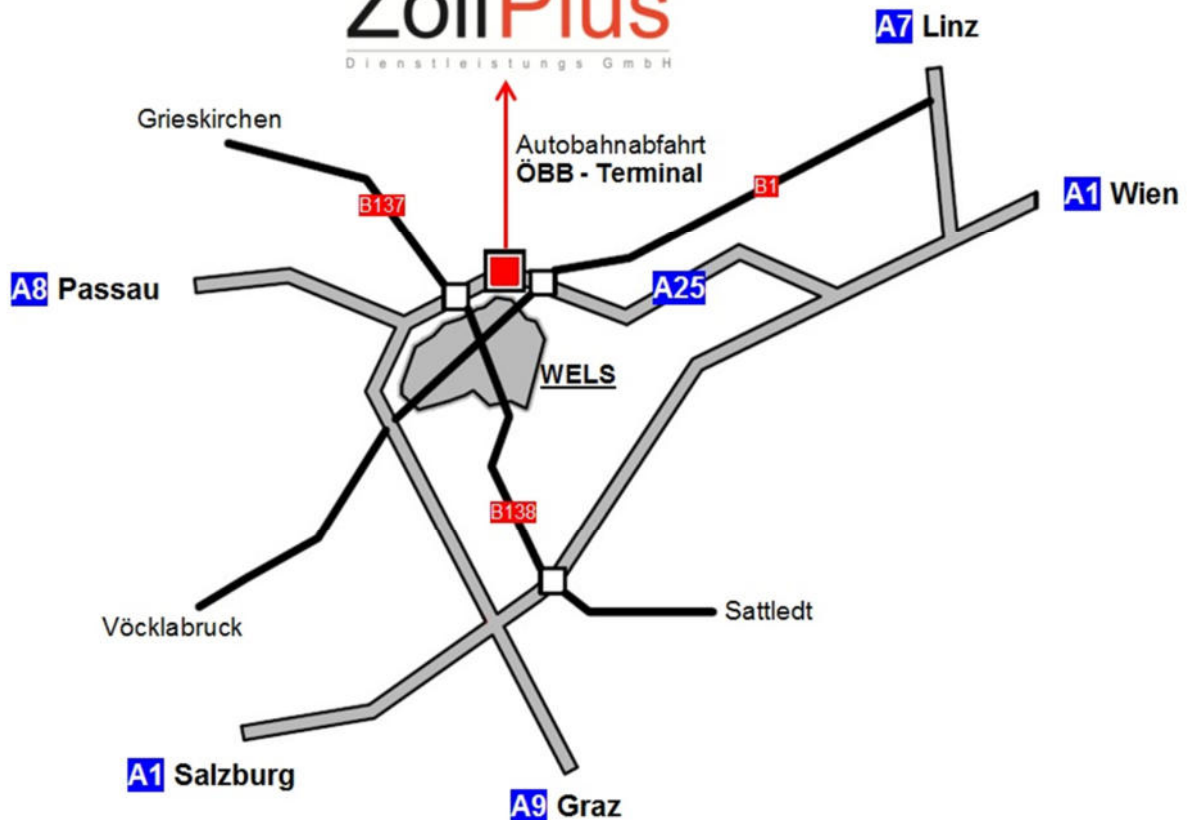 ZollPlus
Dienstleistungs GmbH
A7 Linz
Grieskirchen
Autobahnabfahrt
ÖBB - Terminal
B1
A1 Wien
B137
A8 Passau
A25
WELS
B138
Sattledt
Vöcklabruck
A1 Salzburg
A9 Graz